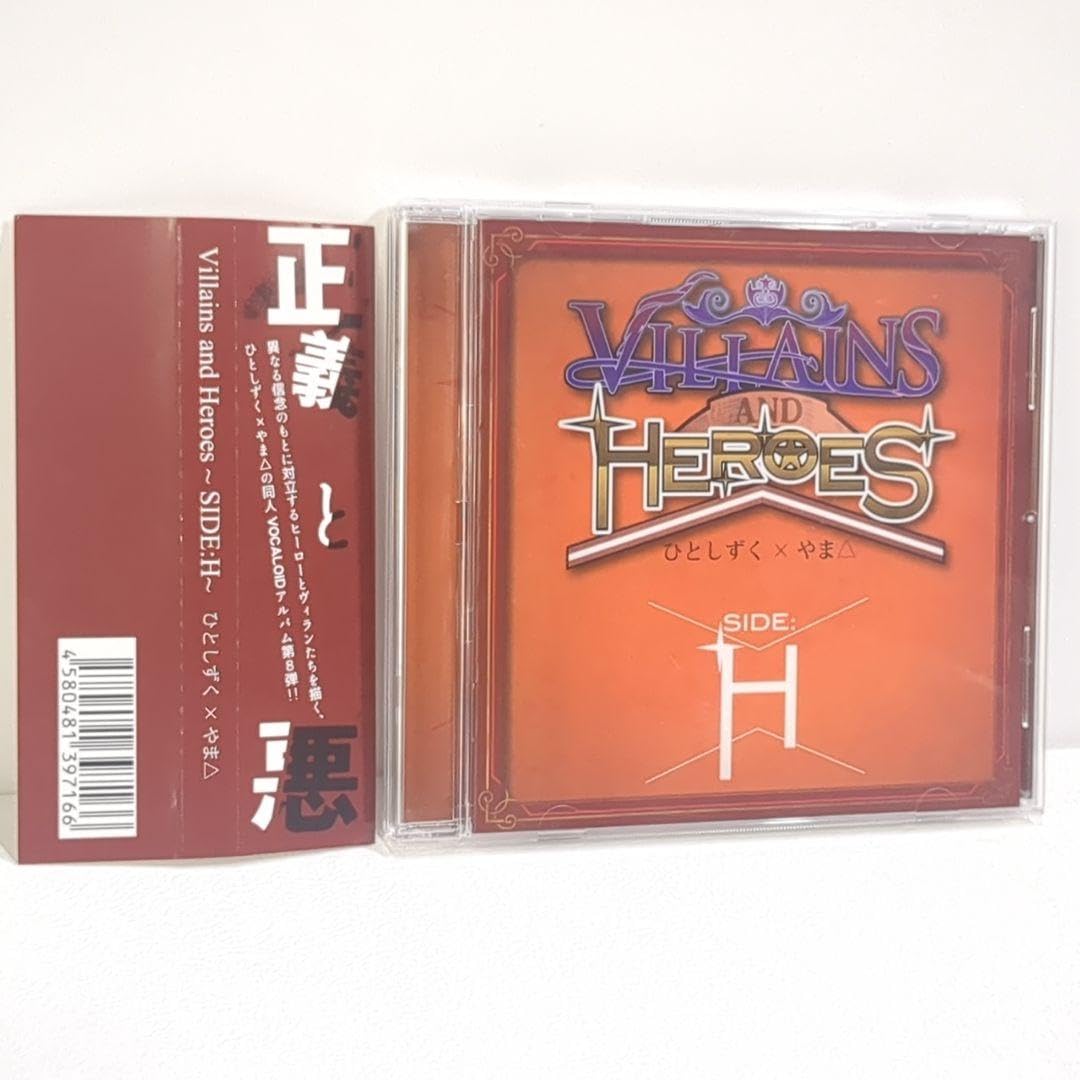 Villains and Heroes ~ SIDE:H~ ひとしずく × やま△
4580481397166
正義と悪
異なる信念のもとに対立するヒーローとヴィランたちを描く、
ひとしずく×やま△の同人VOCALOIDアルバム第8弾!!
VILLAINS
AND
HEROES
ひとしずく × やま△
SIDE:
H